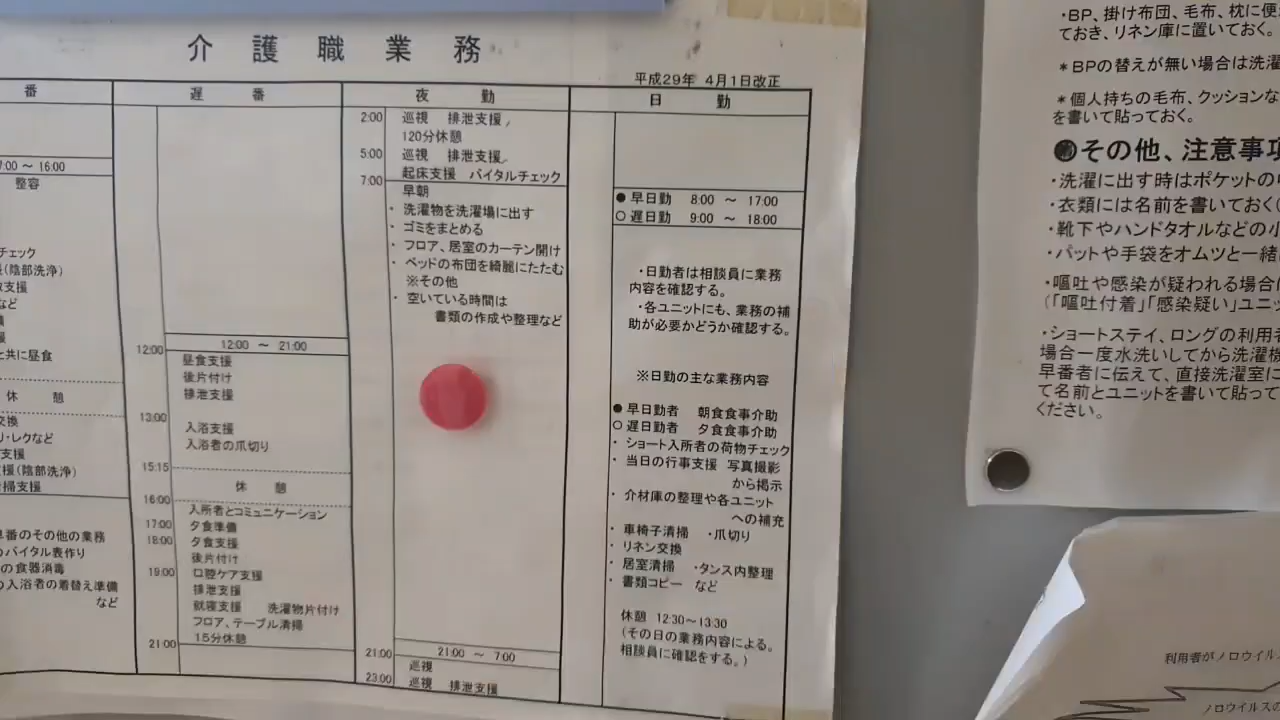 介護職業務
平成29年 4月1日改正
番
7:00 ～ 16:00
整容
チェック
(陰部洗浄)
支援
など
と共に昼食
休 憩
交換
・レクなど
支援
支援(陰部洗浄)
掃支援
番のその他の業務
バイタル表作り
の食器消毒
入浴者の着替え準備
など
遅 番
12:00 ～ 21:00
12:00 昼食支援
後片付け
排泄支援
13:00
入浴支援
入浴者の爪切り
15:15
休 憩
16:00
入所者とコミュニケーション
17:00 夕食準備
18:00 夕食支援
後片付け
19:00 口腔ケア支援
排泄支援
就寝支援 洗濯物片付け
フロア、テーブル清掃
15分休憩
21:00
夜 勤
2:00 巡視 排泄支援
120分休憩
5:00 巡視 排泄支援
起床支援 バイタルチェック
7:00
早朝
・ 洗濯物を洗濯場に出す
・ ゴミをまとめる
・ フロア、居室のカーテン開け
・ ベッドの布団を綺麗にたたむ
※その他
・ 空いている時間は
書類の作成や整理など
21:00 21:00 ～ 7:00
巡視
23:00 巡視 排泄支援
日 勤
● 早日勤 8:00 ～ 17:00
○ 遅日勤 9:00 ～ 18:00
・日勤者は相談員に業務
内容を確認する。
・各ユニットにも、業務の補
助が必要かどうか確認する。
※日勤の主な業務内容
● 早日勤者 朝食食事介助
○ 遅日勤者 夕食食事介助
・ ショート入所者の荷物チェック
・ 当日の行事支援 写真撮影
から掲示
・ 介材庫の整理や各ユニット
への補充
・ 車椅子清掃 ・爪切り
・ リネン交換
・ 居室清掃 ・タンス内整理
・ 書類コピー など
休憩 12:30～13:30
(その日の業務内容による。
相談員に確認をする。)
・BP、掛け布団、毛布、枕に便
ておき、リネン庫に置いておく。
＊BPの替えが無い場合は洗濯
＊個人持ちの毛布、クッションな
を書いて貼っておく。
●その他、注意事項
・洗濯に出す時はポケットの
・衣類には名前を書いておく(
・靴下やハンドタオルなどの小
・パットや手袋をオムツと一緒
・嘔吐や感染が疑われる場合
(「嘔吐付着」「感染疑い」ユニッ
・ショートステイ、ロングの利用者
場合一度水洗いしてから洗濯機
早番者に伝えて、直接洗濯室に
て名前とユニットを書いて貼って
ください。
利用者がノロウイルス
ノロウイルスの